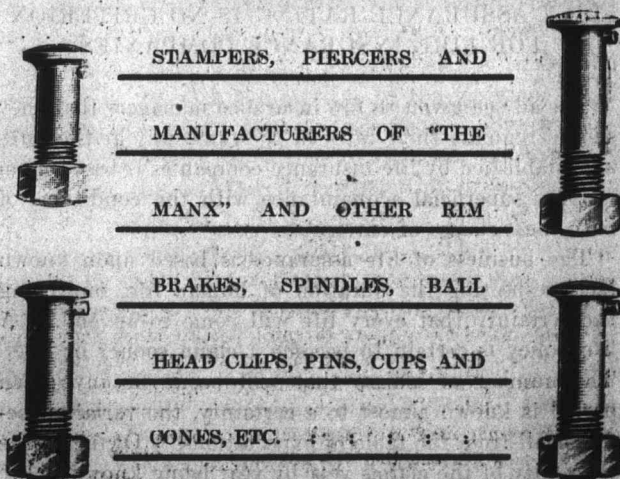 STAMPERS, PIERCERS AND
MANUFACTURERS OF "THE
MANX" AND OTHER RIM
BRAKES, SPINDLES, BALL
HEAD CLIPS, PINS, CUPS AND
CONES, ETC. : : : : :